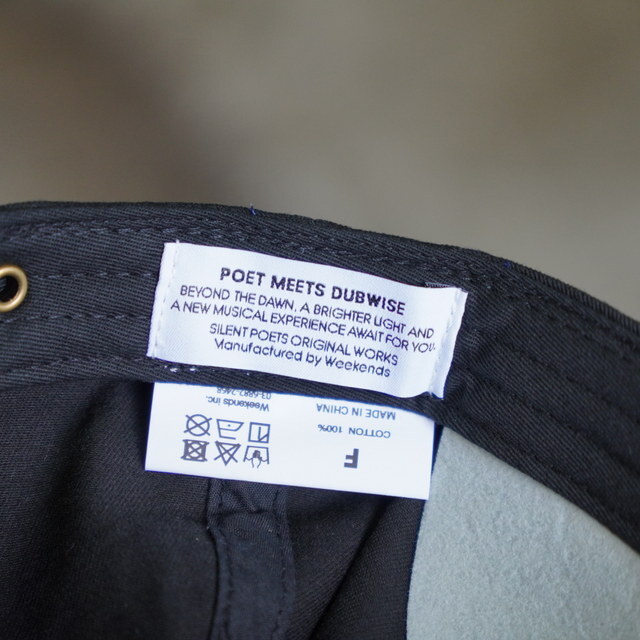 POET MEETS DUBWISE
BEYOND THE DAWN, A BRIGHTER LIGHT AND
A NEW MUSICAL EXPERIENCE AWAIT FOR YOU.
SILENT POETS ORIGINAL WORKS
Manufactured by Weekends
F
COTTON 100%
MADE IN CHINA
Weekends Inc.